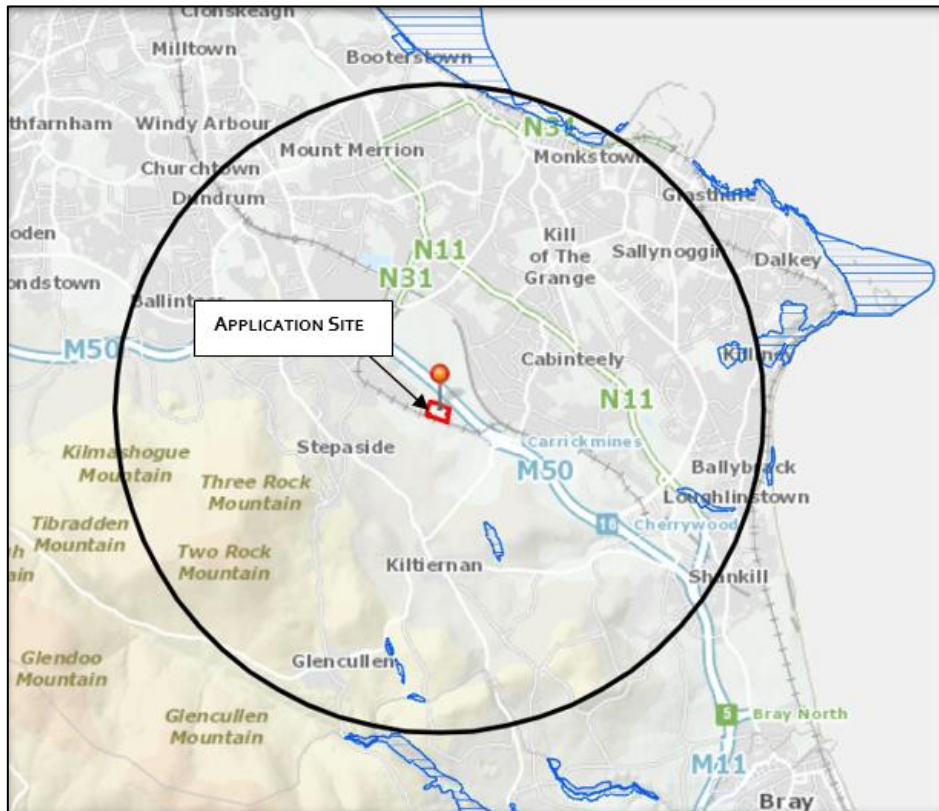 Clonskeagh
Milltown
Booterstown
thfarnham
Windy Arbour
N31
Mount Merrion
Monkstown
Churchtown
Dundrum
Glasthule
oden
Kill
of The
Grange
Sallynoggin
Dalkey
N11
N31
ondstown
Ballinteer
APPLICATION SITE
M50
Cabinteely
Killiney
N11
Stepaside
Carrickmines
Kilmashogue
Mountain
M50
Ballybrack
Three Rock
Mountain
Loughlinstown
Tibradden
Mountain
16
Cherrywood
Two Rock
Mountain
Kiltiernan
Shankill
ain
Glencullen
Glendoo
Mountain
Glencullen
Mountain
5
Bray North
M11
Bray